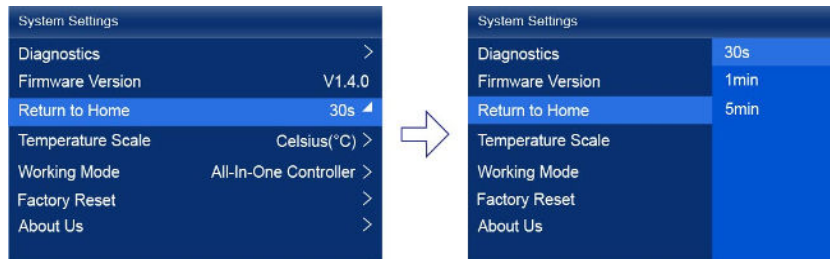 System Settings
Diagnostics >
Firmware Version V1.4.0
Return to Home 30s
Temperature Scale Celsius(°C) >
Working Mode All-In-One Controller >
Factory Reset >
About Us >
System Settings
Diagnostics 30s
Firmware Version 1min
Return to Home 5min
Temperature Scale
Working Mode
Factory Reset
About Us